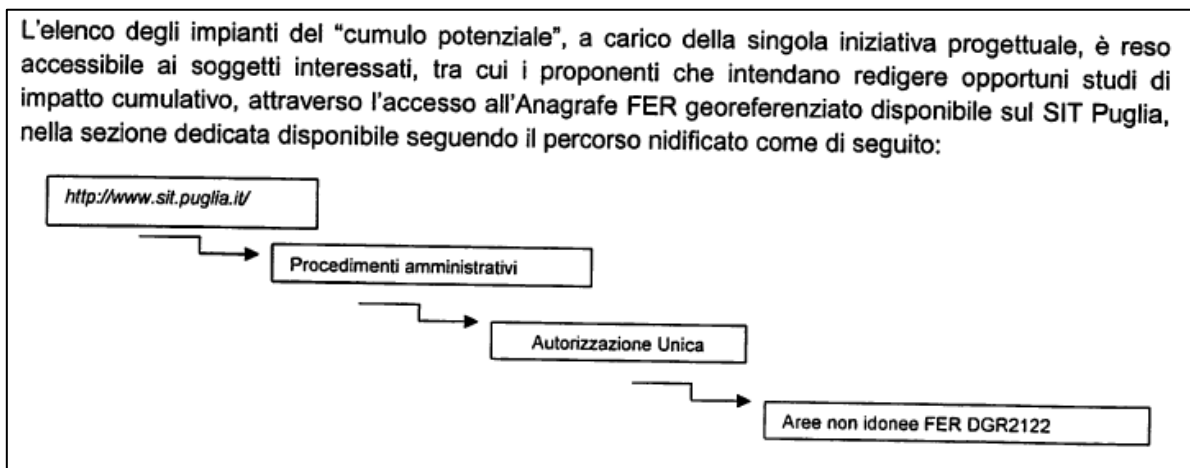 L'elenco degli impianti del "cumulo potenziale", a carico della singola iniziativa progettuale, è reso
accessibile ai soggetti interessati, tra cui i proponenti che intendano redigere opportuni studi di
impatto cumulativo, attraverso l'accesso all'Anagrafe FER georeferenziato disponibile sul SIT Puglia,
nella sezione dedicata disponibile seguendo il percorso nidificato come di seguito:
http://www.sit.puglia.it/
Procedimenti amministrativi
Autorizzazione Unica
Aree non idonee FER DGR2122